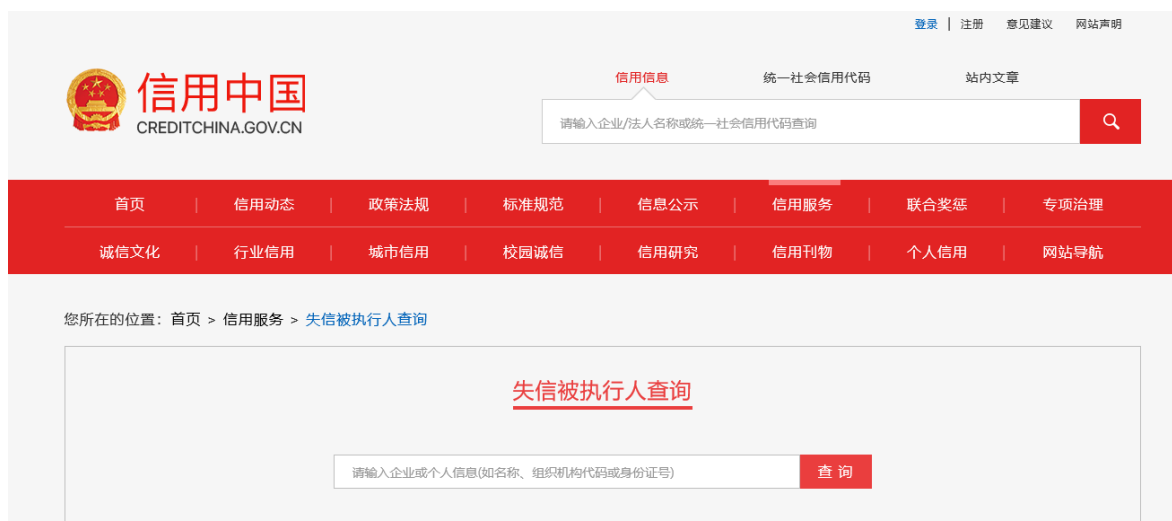 登录 | 注册 意见建议 网站声明
信用中国
CREDITCHINA.GOV.CN
信用信息 统一社会信用代码 站内文章
请输入企业/法人名称或统一社会信用代码查询
首页 | 信用动态 | 政策法规 | 标准规范 | 信息公示 | 信用服务 | 联合奖惩 | 专项治理
诚信文化 | 行业信用 | 城市信用 | 校园诚信 | 信用研究 | 信用刊物 | 个人信用 | 网站导航
您所在的位置：首页 > 信用服务 > 失信被执行人查询
失信被执行人查询
请输入企业或个人信息(如名称、组织机构代码或身份证号) 查 询